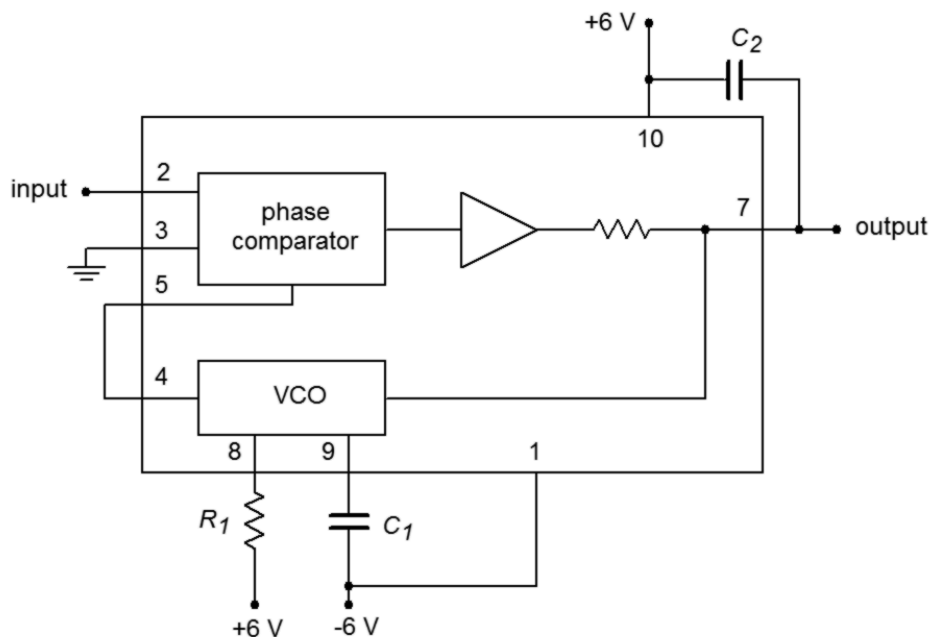 +6 V
C2
10
input
2
phase
comparator
3
7
output
5
4
VCO
8
9
1
R1
C1
+6 V
-6 V